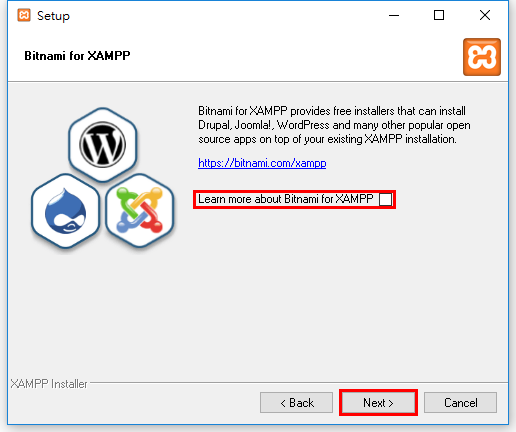 Setup
Bitnami for XAMPP
Bitnami for XAMPP provides free installers that can install
Drupal, Joomla!, WordPress and many other popular open
source apps on top of your existing XAMPP installation.
https://bitnami.com/xampp
Learn more about Bitnami for XAMPP
XAMPP Installer
< Back
Next >
Cancel